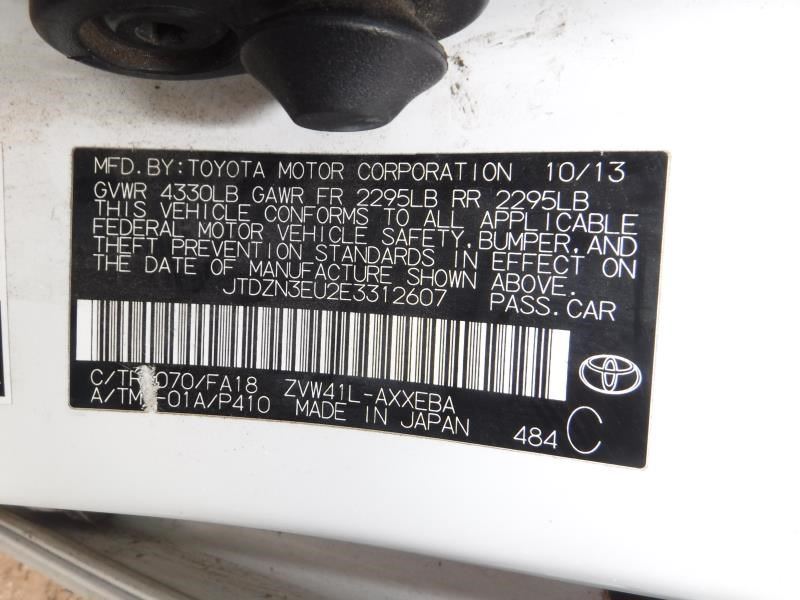 MFD. BY: TOYOTA MOTOR CORPORATION 10/13
GVWR 4330LB GAWR FR 2295LB RR 2295LB
THIS VEHICLE CONFORMS TO ALL APPLICABLE
FEDERAL MOTOR VEHICLE SAFETY, BUMPER, AND
THEFT PREVENTION STANDARDS IN EFFECT ON
THE DATE OF MANUFACTURE SHOWN ABOVE.
JTDZN3EU2E3312607 PASS. CAR
C/TR 070/FA18 ZVW41L-AXXEBA
A/TM -01A/P410 MADE IN JAPAN
484 C